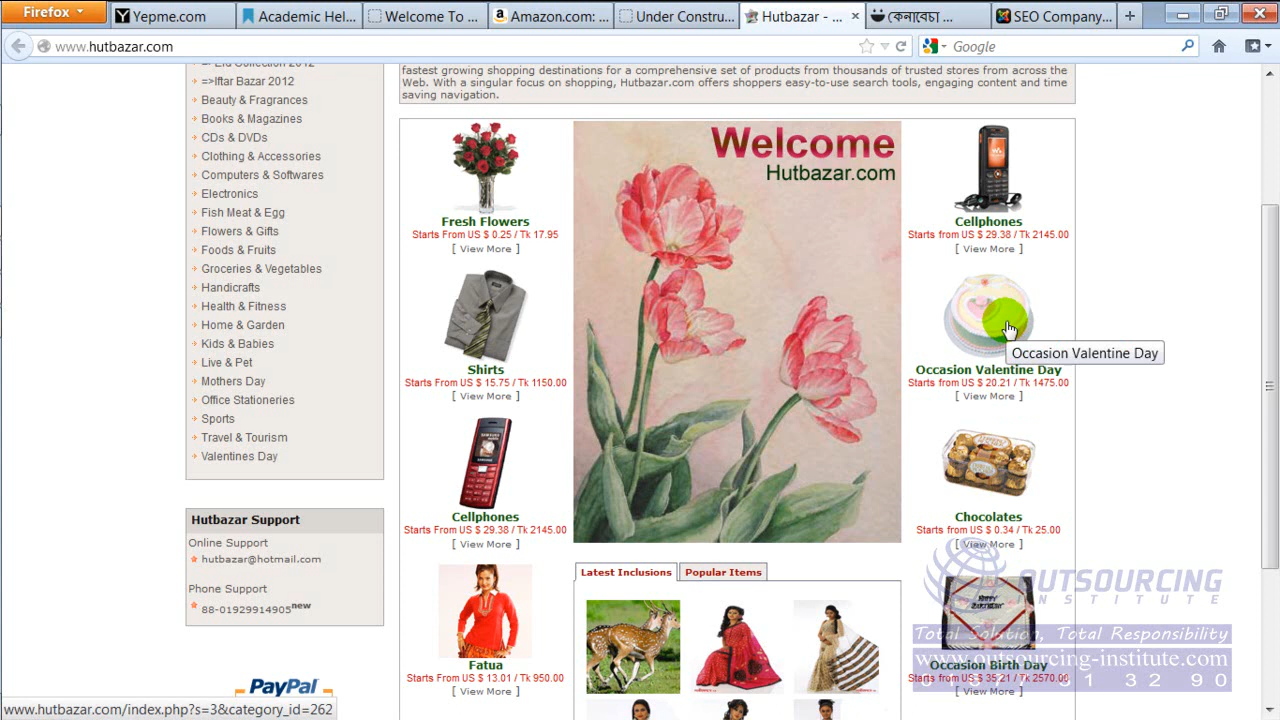 Firefox
Yepme.com
Academic Hel...
Welcome To ...
Amazon.com: ...
Under Constru...
Hutbazar - ...
কেনাবেচা ...
SEO Company...
www.hutbazar.com
Google
=>Iftar Bazar 2012
Beauty & Fragrances
Books & Magazines
CDs & DVDs
Clothing & Accessories
Computers & Softwares
Electronics
Fish Meat & Egg
Flowers & Gifts
Foods & Fruits
Groceries & Vegetables
Handicrafts
Health & Fitness
Home & Garden
Kids & Babies
Live & Pet
Mothers Day
Office Stationeries
Sports
Travel & Tourism
Valentines Day
Hutbazar Support
Online Support
hutbazar@hotmail.com
Phone Support
88-01929914905new
PayPal
www.hutbazar.com/index.php?s=3&category_id=262
fastest growing shopping destinations for a comprehensive set of products from thousands of trusted stores from across the
Web. With a singular focus on shopping, Hutbazar.com offers shoppers easy-to-use search tools, engaging content and time
saving navigation.
Fresh Flowers
Starts From US $ 0.25 / Tk 17.95
[ View More ]
Shirts
Starts From US $ 15.75 / Tk 1150.00
[ View More ]
Cellphones
Starts From US $ 29.38 / Tk 2145.00
[ View More ]
Fatua
Starts From US $ 13.01 / Tk 950.00
[ View More ]
Welcome
Hutbazar.com
Latest Inclusions
Popular Items
Cellphones
Starts from US $ 29.38 / Tk 2145.00
[ View More ]
Occasion Valentine Day
Occasion Valentine Day
Starts from US $ 20.21 / Tk 1475.00
[ View More ]
Chocolates
Starts from US $ 0.34 / Tk 25.00
[ View More ]
Occasion Birth Day
Starts from US $ 35.21 / Tk 2570.00
[ View More ]
OUTSOURCING
INSTITUTE
Total Solution, Total Responsibility
www.outsourcing-institute.com